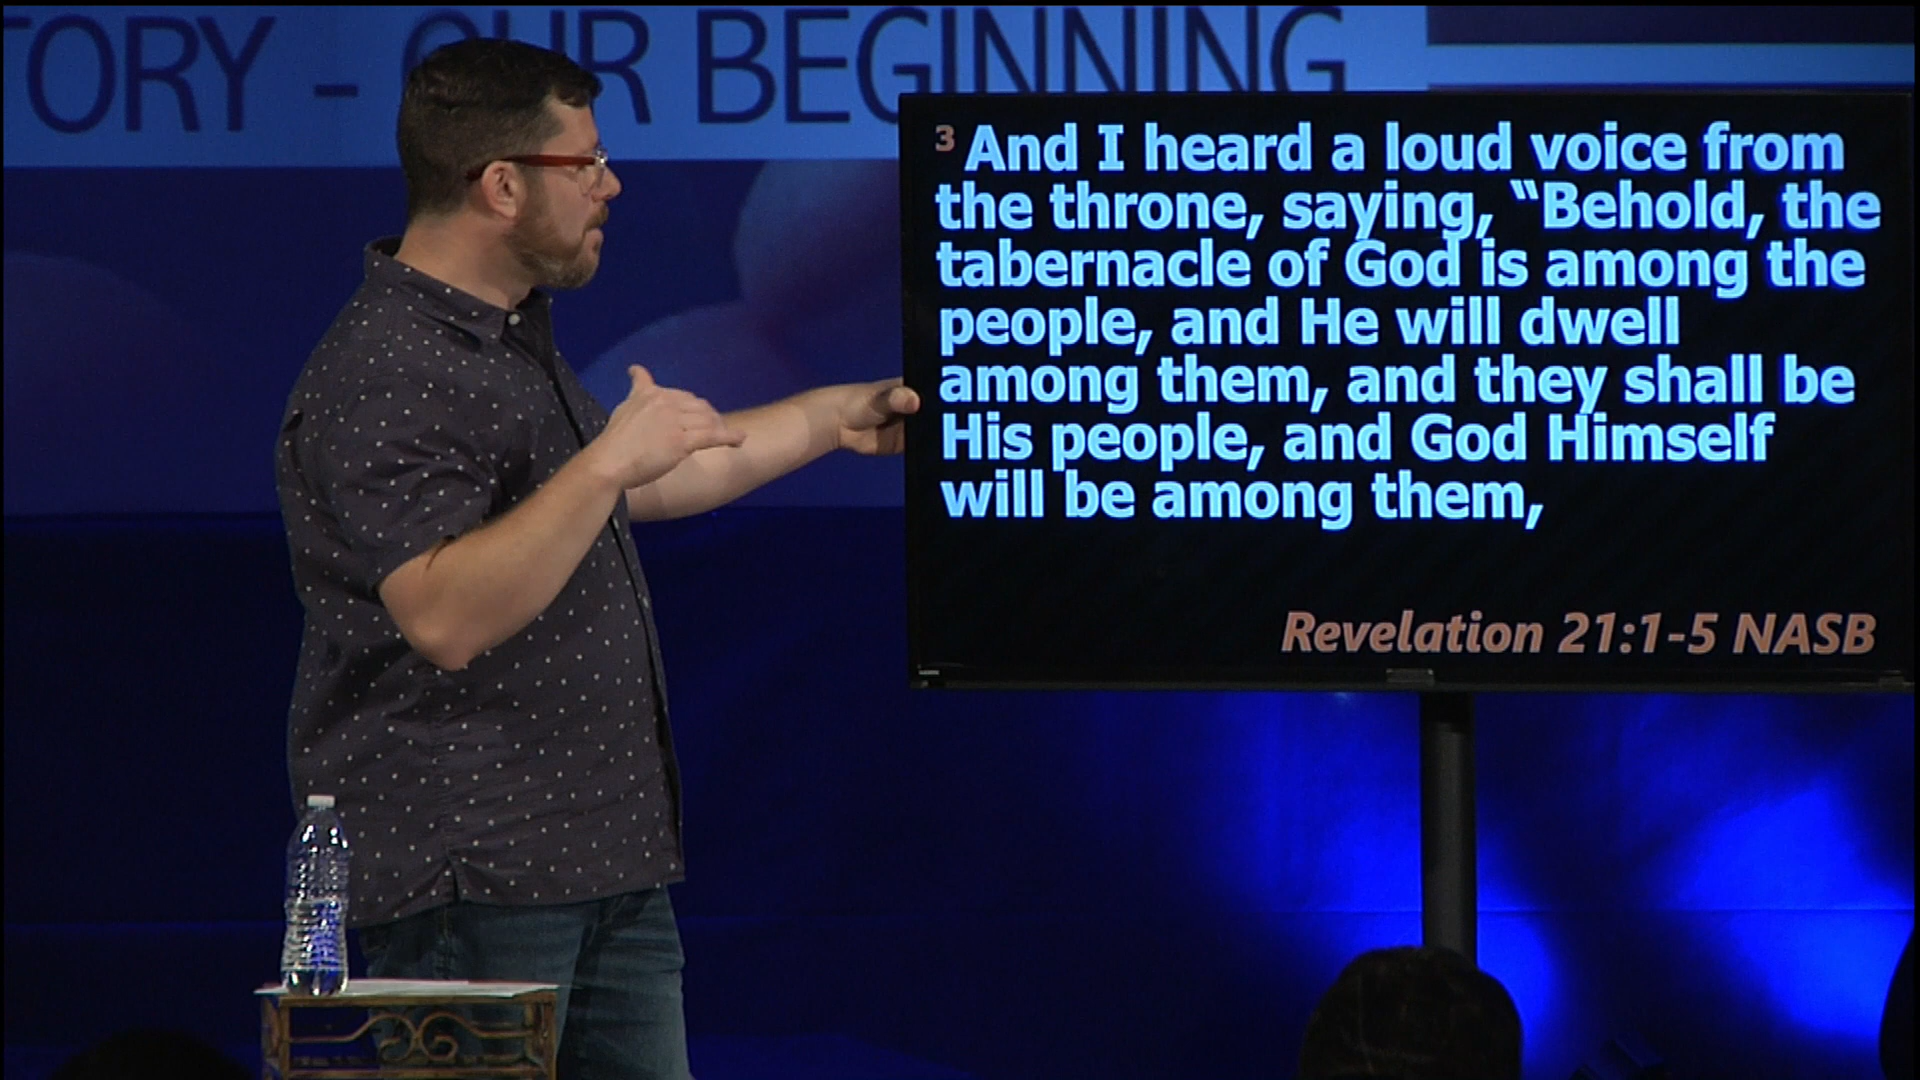 TORY - OUR BEGINNING
3 And I heard a loud voice from
the throne, saying, “Behold, the
tabernacle of God is among the
people, and He will dwell
among them, and they shall be
His people, and God Himself
will be among them,
Revelation 21:1-5 NASB